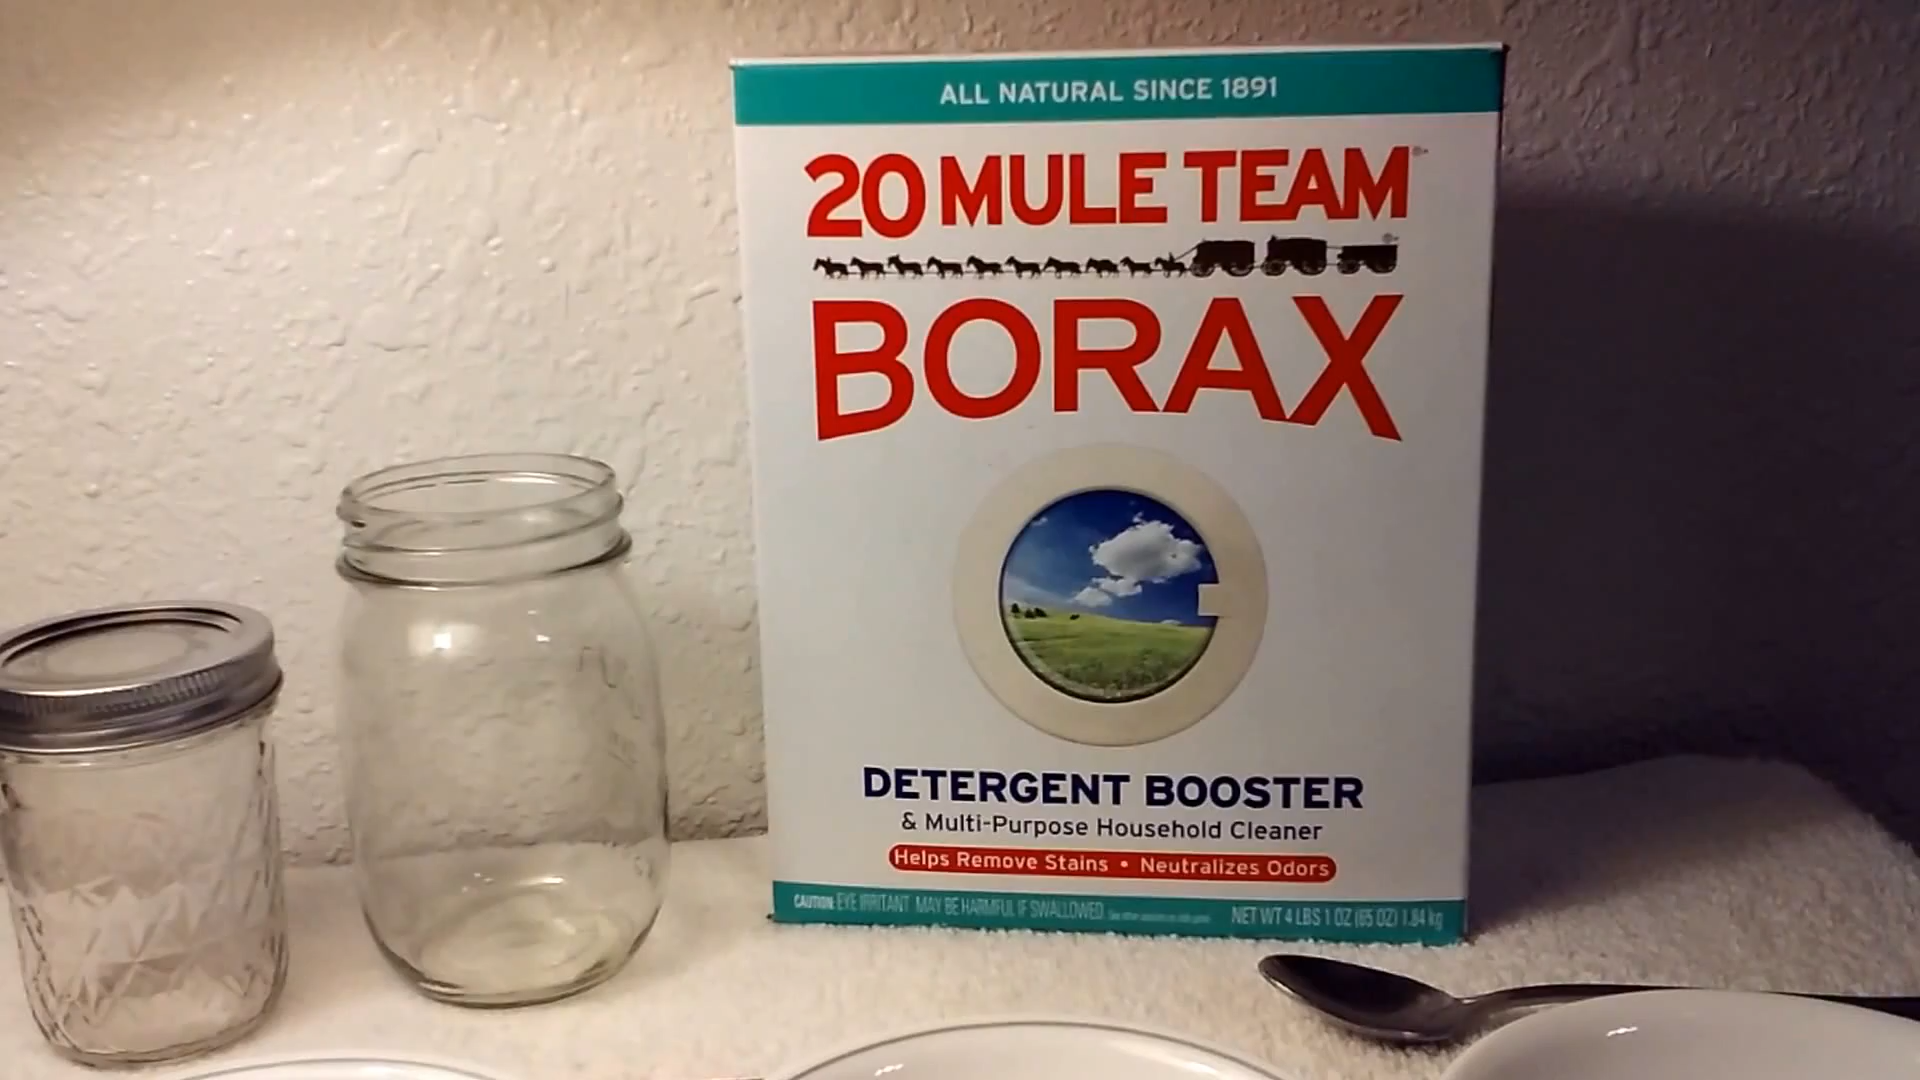 ALL NATURAL SINCE 1891
20 MULE TEAM
BORAX
DETERGENT BOOSTER
& Multi-Purpose Household Cleaner
Helps Remove Stains • Neutralizes Odors
CAUTION: EYE IRRITANT. MAY BE HARMFUL IF SWALLOWED.
NET WT 4 LBS 1 OZ (65 OZ) 1.84 kg